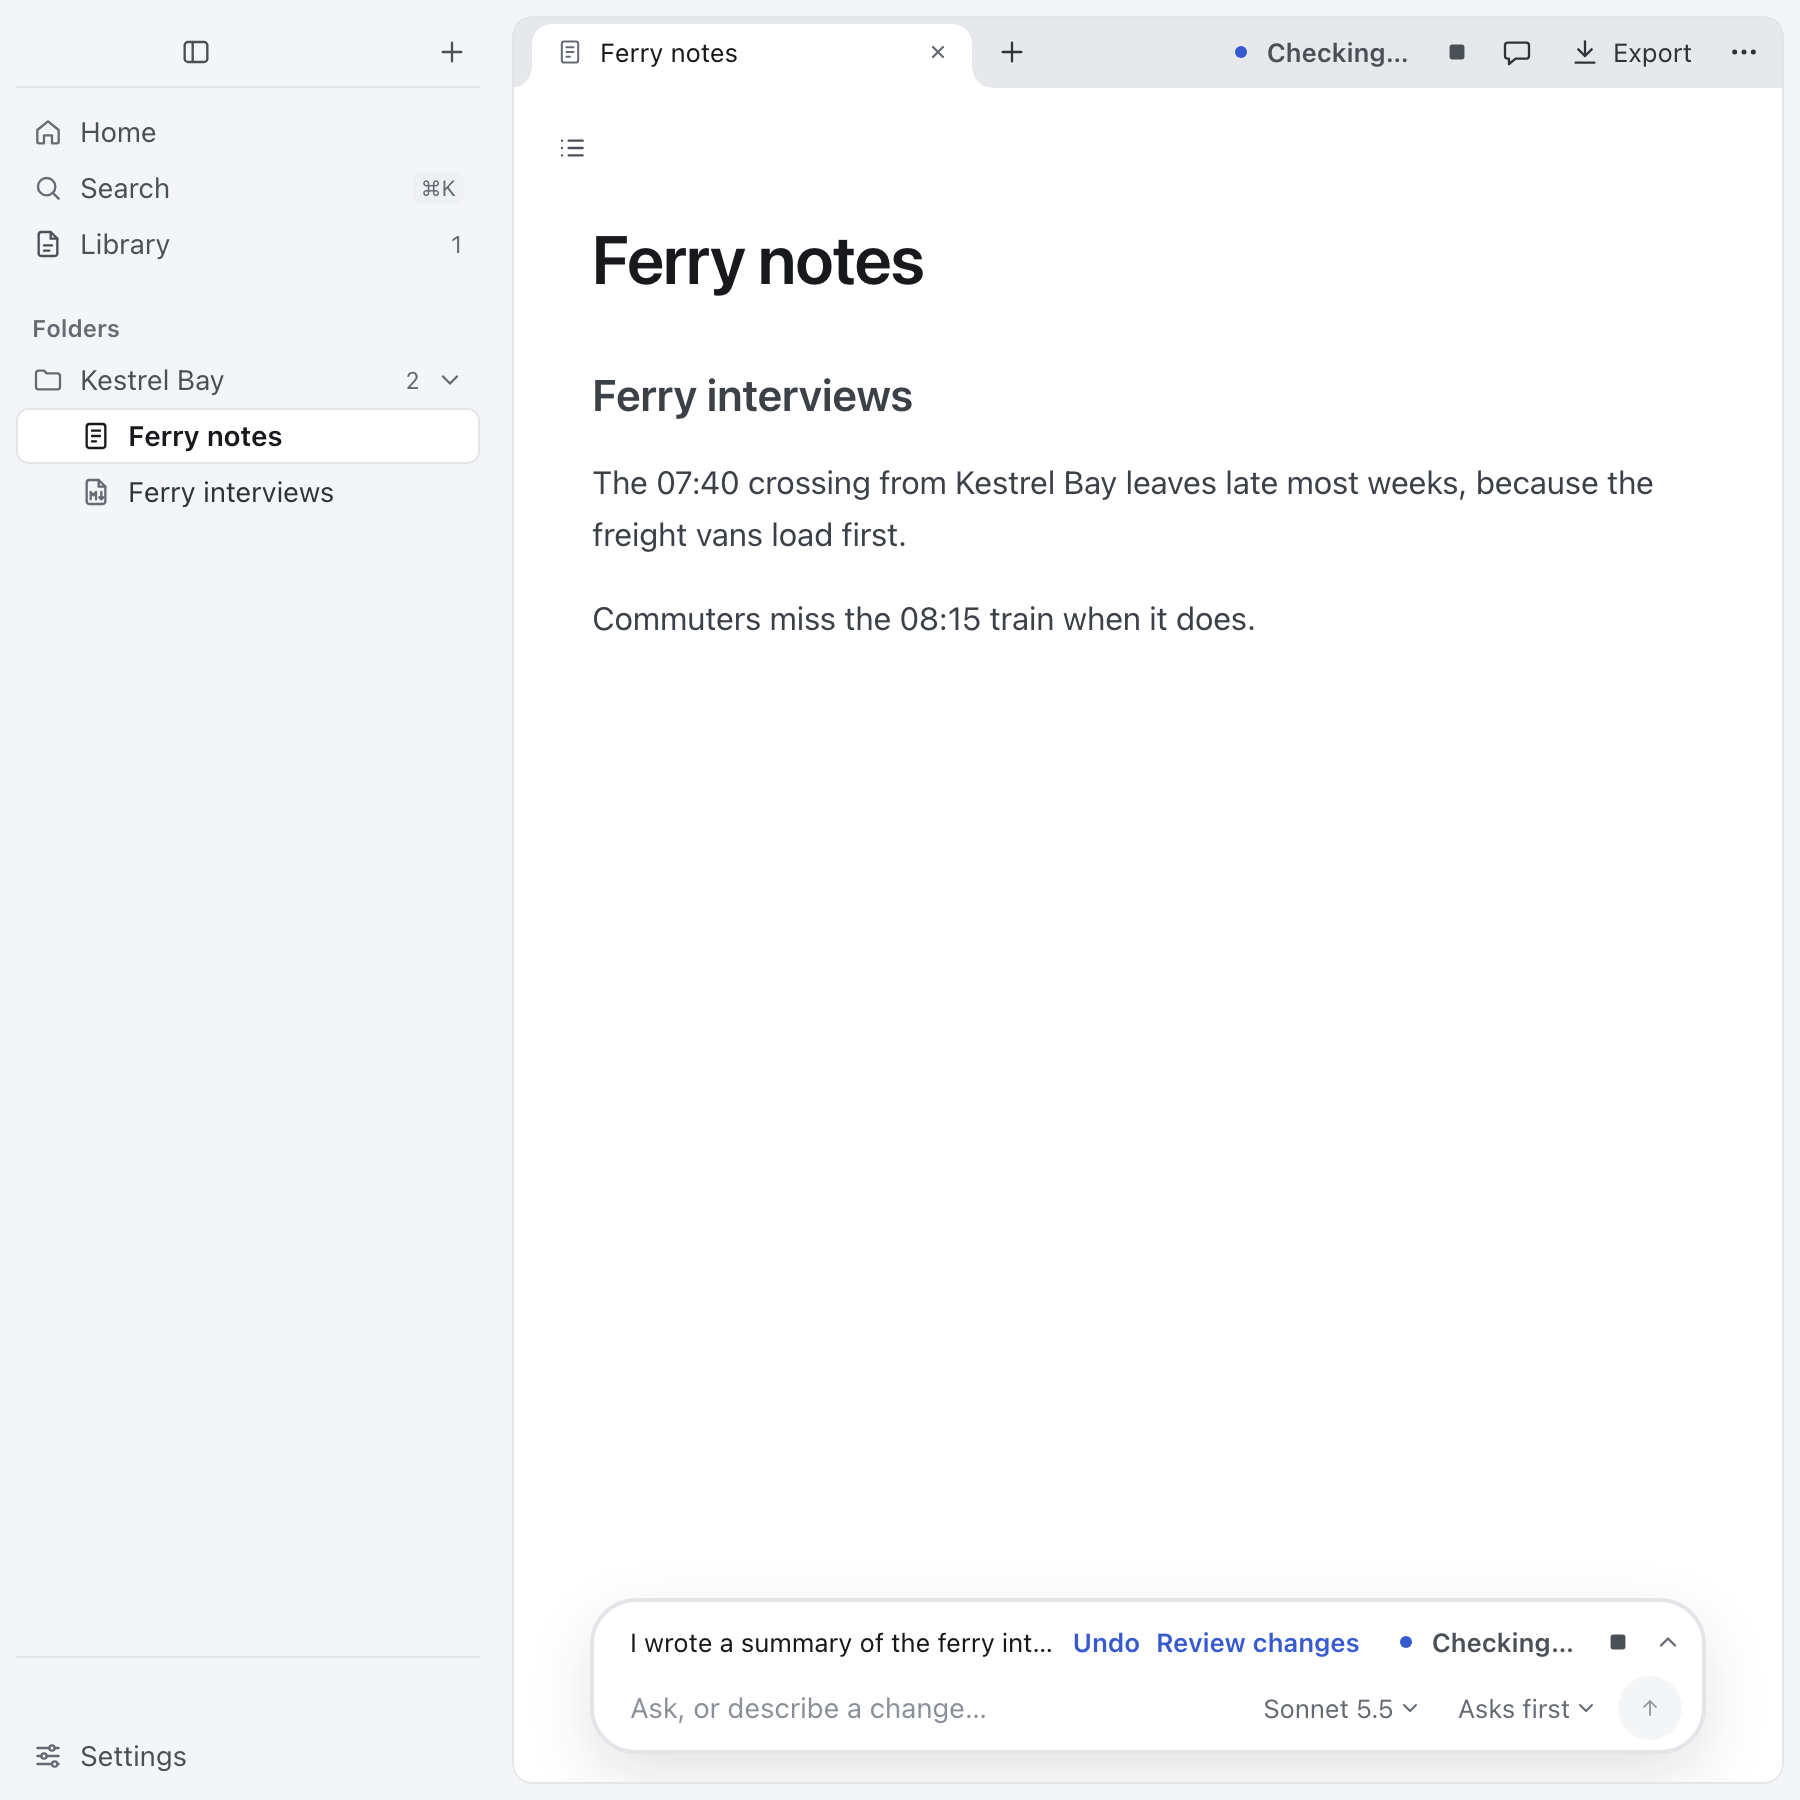 Home
Search ⌘K
Library 1
Folders
Kestrel Bay 2
Ferry notes
Ferry interviews
Settings
Ferry notes
Checking...
Export
Ferry notes
Ferry interviews
The 07:40 crossing from Kestrel Bay leaves late most weeks, because the
freight vans load first.
Commuters miss the 08:15 train when it does.
I wrote a summary of the ferry int... Undo Review changes Checking...
Ask, or describe a change... Sonnet 5.5 Asks first